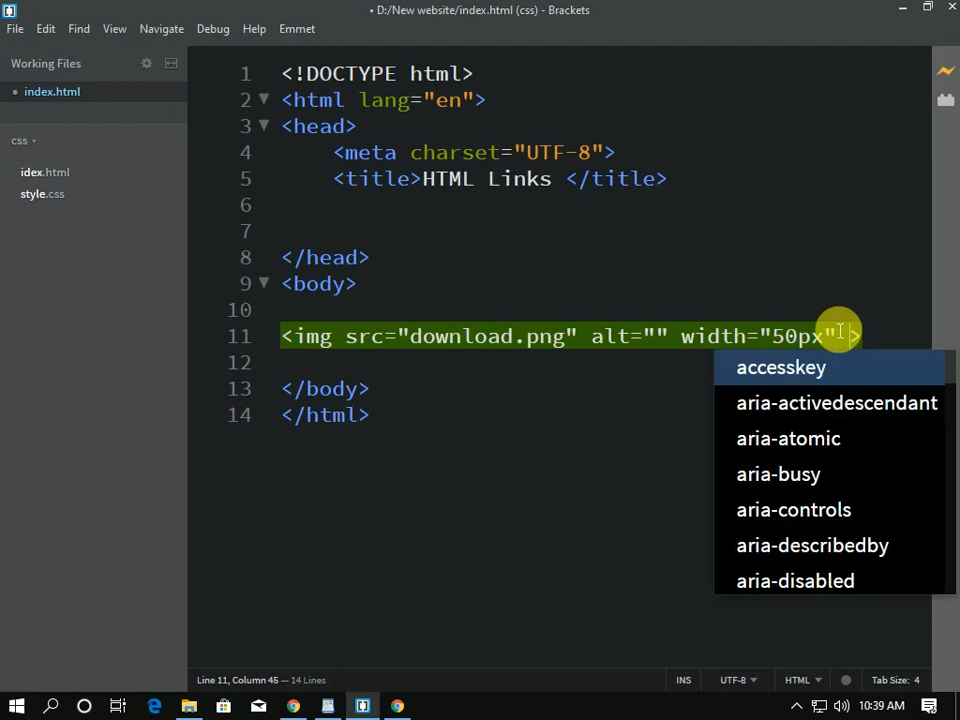 • D:/New website/index.html (css) - Brackets
File Edit Find View Navigate Debug Help Emmet
Working Files
• index.html
css
idex.html
style.css
1 <!DOCTYPE html>
2 <html lang="en">
3 <head>
4 <meta charset="UTF-8">
5 <title>HTML Links </title>
6
7
8 </head>
9 <body>
10
11 <img src="download.png" alt="" width="50px" >
12
13 </body>
14 </html>
accesskey
aria-activedescendant
aria-atomic
aria-busy
aria-controls
aria-describedby
aria-disabled
Line 11, Column 45 — 14 Lines
INS UTF-8 HTML Tab Size: 4
10:39 AM